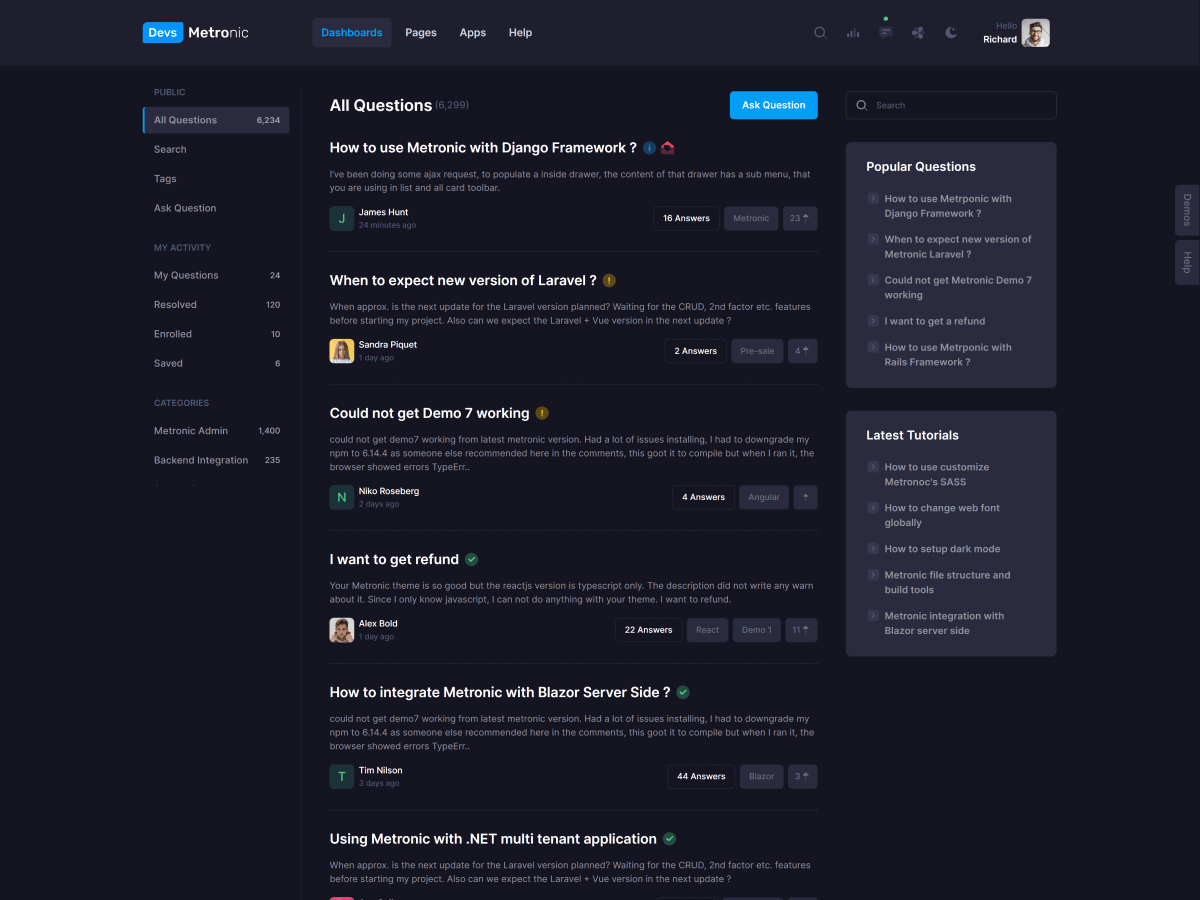 Devs Metronic
Dashboards
Pages
Apps
Help
Hello
Richard
PUBLIC
All Questions 6,234
Search
Tags
Ask Question
MY ACTIVITY
My Questions 24
Resolved 120
Enrolled 10
Saved 6
CATEGORIES
Metronic Admin 1,400
Backend Integration 235
All Questions (6,299)
Ask Question
How to use Metronic with Django Framework ?
I've been doing some ajax request, to populate a inside drawer, the content of that drawer has a sub menu, that
you are using in list and all card toolbar.
J
James Hunt
24 minutes ago
16 Answers
Metronic
23
When to expect new version of Laravel ?
When approx. is the next update for the Laravel version planned? Waiting for the CRUD, 2nd factor etc. features
before starting my project. Also can we expect the Laravel + Vue version in the next update ?
Sandra Piquet
1 day ago
2 Answers
Pre-sale
4
Could not get Demo 7 working
could not get demo7 working from latest metronic version. Had a lot of issues installing, I had to downgrade my
npm to 6.14.4 as someone else recommended here in the comments, this goot it to compile but when I ran it, the
browser showed errors TypeErr..
N
Niko Roseberg
2 days ago
4 Answers
Angular
I want to get refund
Your Metronic theme is so good but the reactjs version is typescript only. The description did not write any warn
about it. Since I only know javascript, I can not do anything with your theme. I want to refund.
Alex Bold
1 day ago
22 Answers
React
Demo 1
11
How to integrate Metronic with Blazor Server Side ?
could not get demo7 working from latest metronic version. Had a lot of issues installing, I had to downgrade my
npm to 6.14.4 as someone else recommended here in the comments, this goot it to compile but when I ran it, the
browser showed errors TypeErr..
T
Tim Nilson
3 days ago
44 Answers
Blazor
3
Using Metronic with .NET multi tenant application
When approx. is the next update for the Laravel version planned? Waiting for the CRUD, 2nd factor etc. features
before starting my project. Also can we expect the Laravel + Vue version in the next update ?
Search
Popular Questions
How to use Metrponic with
Django Framework ?
When to expect new version of
Metronic Laravel ?
Could not get Metronic Demo 7
working
I want to get a refund
How to use Metrponic with
Rails Framework ?
Latest Tutorials
How to use customize
Metronoc's SASS
How to change web font
globally
How to setup dark mode
Metronic file structure and
build tools
Metronic integration with
Blazor server side
Demos
Help